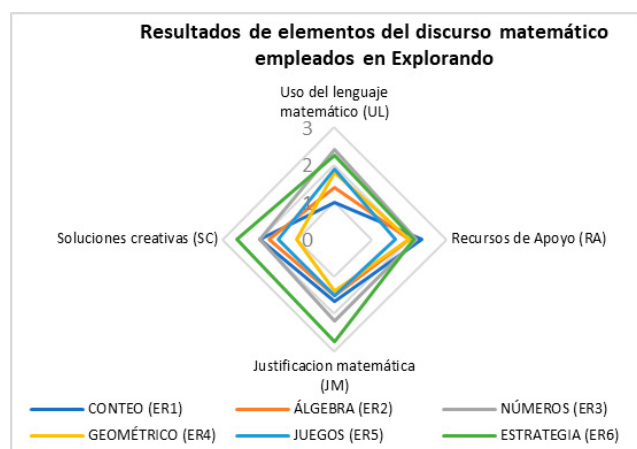 Resultados de elementos del discurso matemático
empleados en Explorando
Uso del lenguaje
matemático (UL)
3
2
1
0
Soluciones creativas (SC)
Recursos de Apoyo (RA)
Justificacion matemática
(JM)
CONTEO (ER1)
ÁLGEBRA (ER2)
NÚMEROS (ER3)
GEOMÉTRICO (ER4)
JUEGOS (ER5)
ESTRATEGIA (ER6)